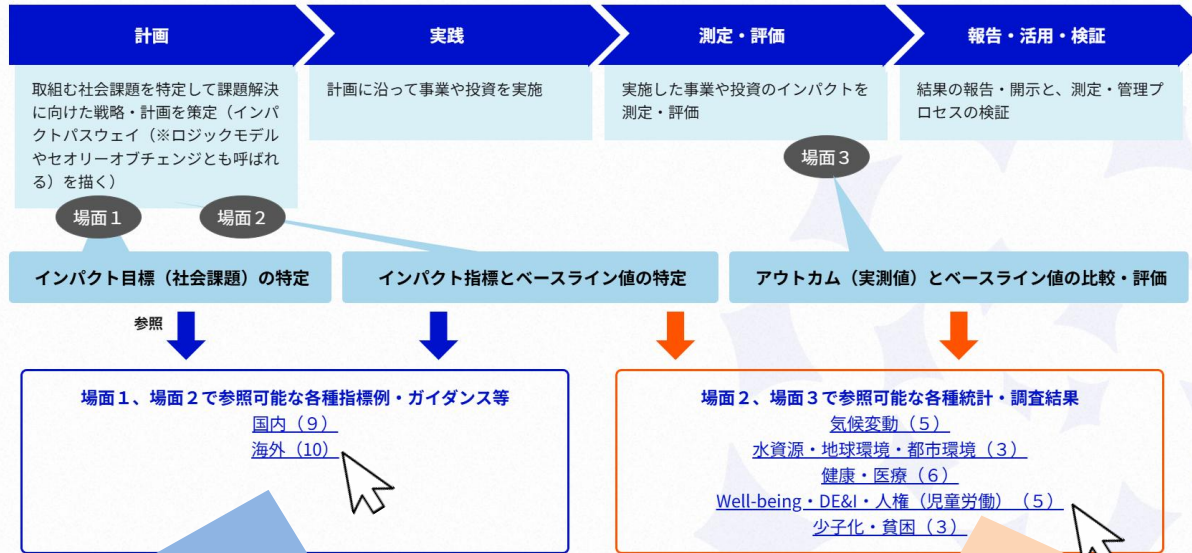 計画
実践
測定・評価
報告・活用・検証
取組む社会課題を特定して課題解決
に向けた戦略・計画を策定（インパ
クトパスウェイ（※ロジックモデル
やセオリーオブチェンジとも呼ばれ
る）を描く）
計画に沿って事業や投資を実施
実施した事業や投資のインパクトを
測定・評価
結果の報告・開示と、測定・管理プ
ロセスの検証
場面１
場面２
場面３
インパクト目標（社会課題）の特定
インパクト指標とベースライン値の特定
アウトカム（実測値）とベースライン値の比較・評価
参照
場面１、場面２で参照可能な各種指標例・ガイダンス等
国内（９）
海外（10）
場面２、場面３で参照可能な各種統計・調査結果
気候変動（５）
水資源・地球環境・都市環境（３）
健康・医療（６）
Well-being・DE&I・人権（児童労働）（５）
少子化・貧困（３）